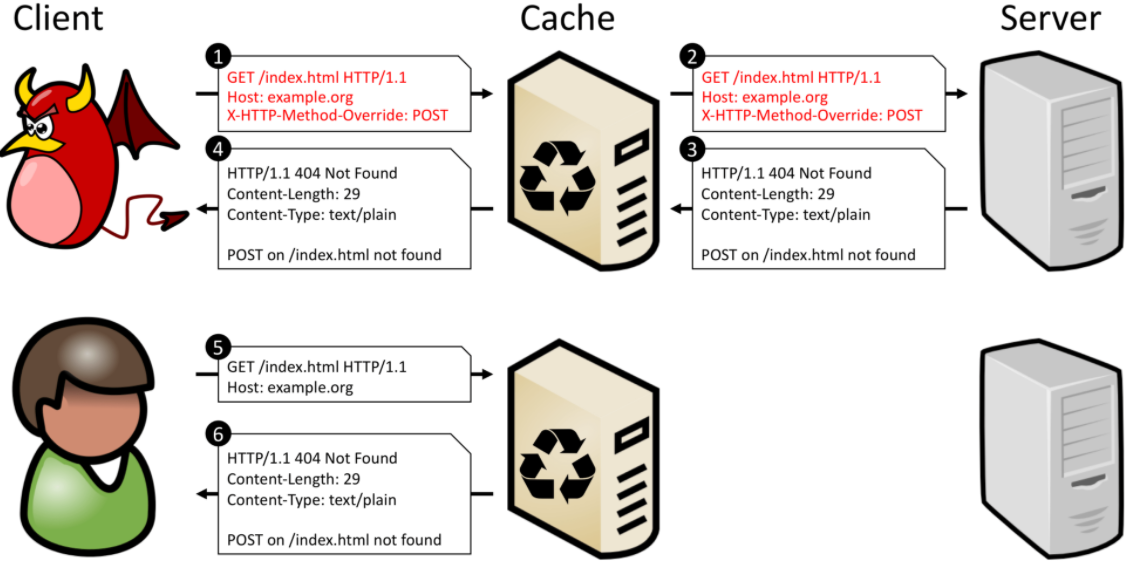 Client
Cache
Server
1
GET /index.html HTTP/1.1
Host: example.org
X-HTTP-Method-Override: POST
2
GET /index.html HTTP/1.1
Host: example.org
X-HTTP-Method-Override: POST
4
HTTP/1.1 404 Not Found
Content-Length: 29
Content-Type: text/plain
POST on /index.html not found
3
HTTP/1.1 404 Not Found
Content-Length: 29
Content-Type: text/plain
POST on /index.html not found
5
GET /index.html HTTP/1.1
Host: example.org
6
HTTP/1.1 404 Not Found
Content-Length: 29
Content-Type: text/plain
POST on /index.html not found